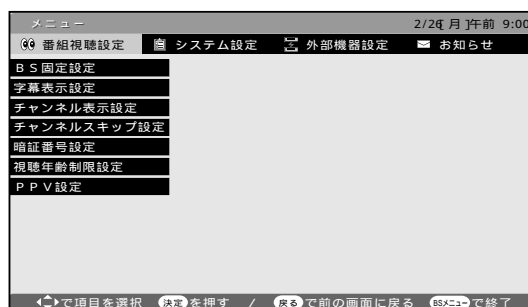 メニュー 2/26[月]午前 9:00
番組視聴設定 システム設定 外部機器設定 お知らせ
BS固定設定
字幕表示設定
チャンネル表示設定
チャンネルスキップ設定
暗証番号設定
視聴年齢制限設定
PPV設定
で項目を選択 決定を押す / 戻るで前の画面に戻る BSメニューで終了